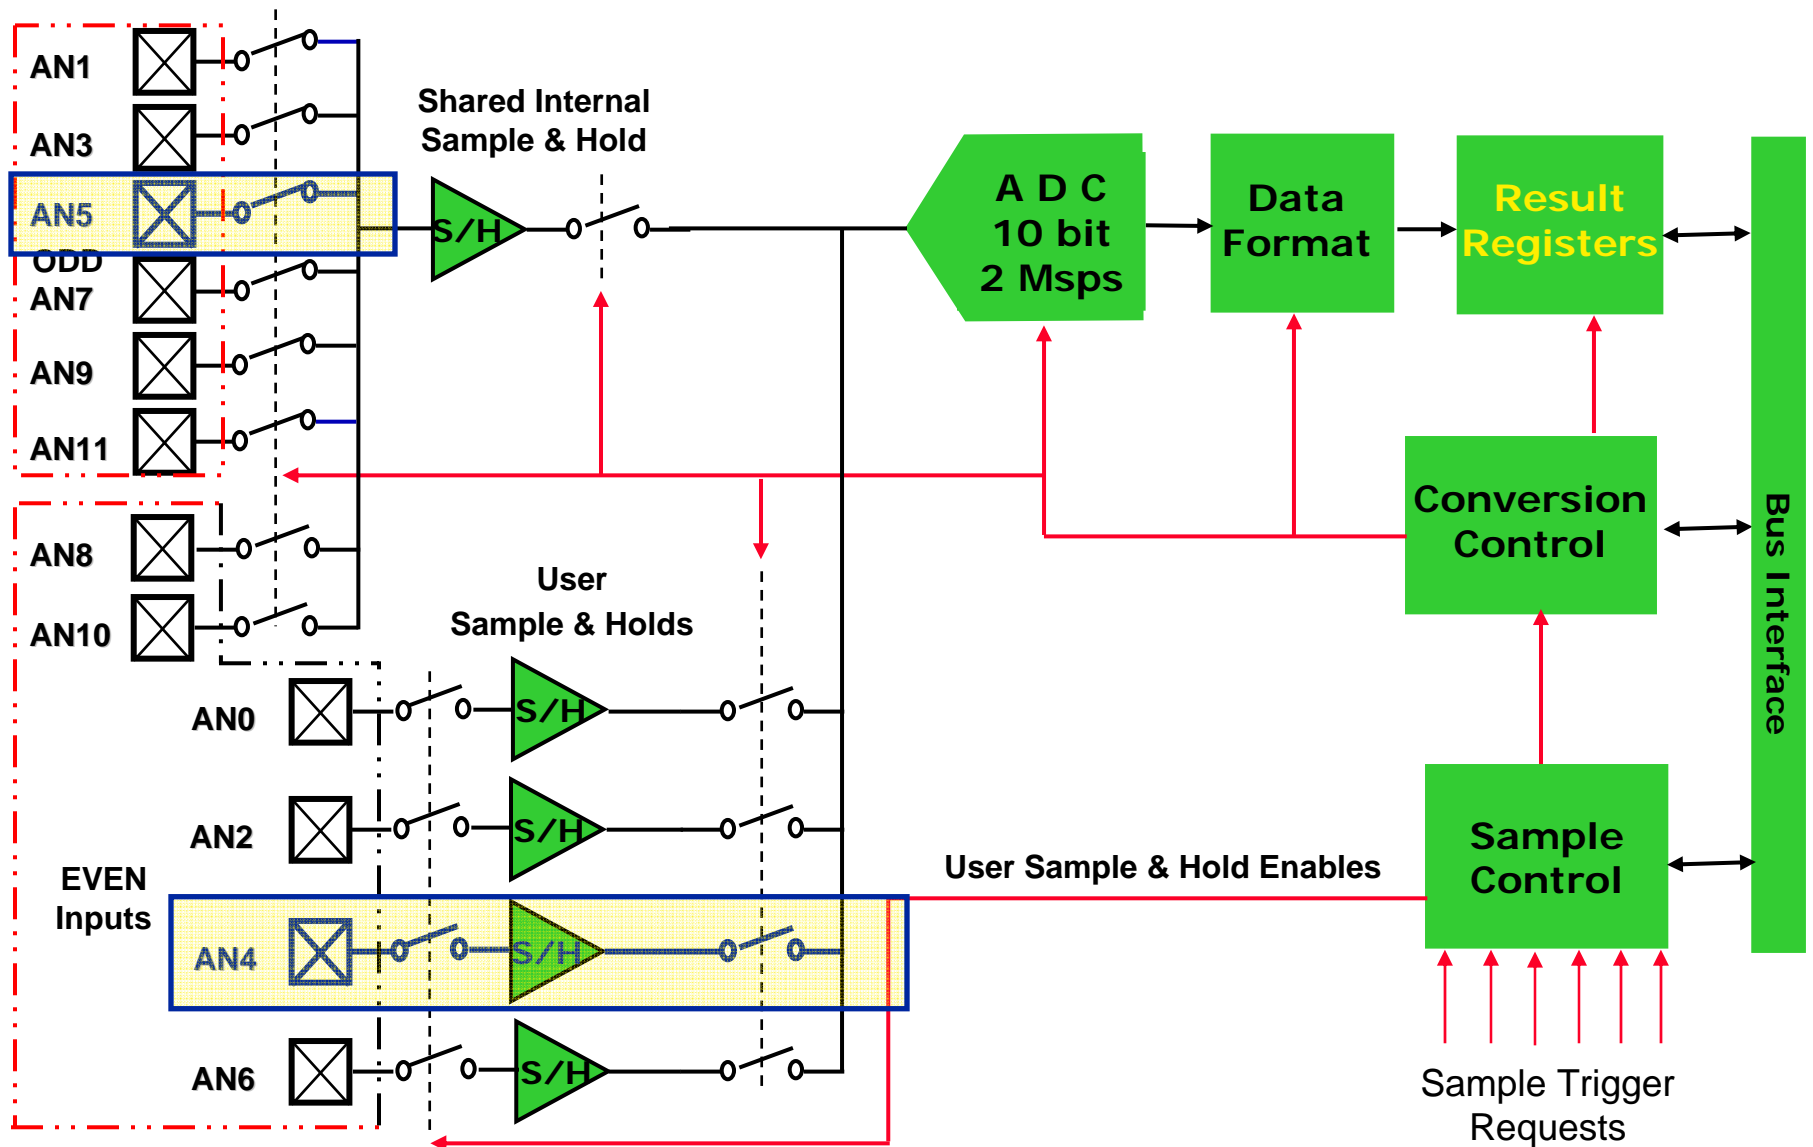 AN1
AN3
AN5
ODD
AN7
AN9
AN11
AN8
AN10
Shared Internal
Sample & Hold
S/H
A D C
10 bit
2 Msps
Data
Format
Result
Registers
Conversion
Control
Bus Interface
User
Sample & Holds
AN0
S/H
AN2
S/H
EVEN
Inputs
AN4
S/H
AN6
S/H
User Sample & Hold Enables
Sample
Control
Sample Trigger
Requests